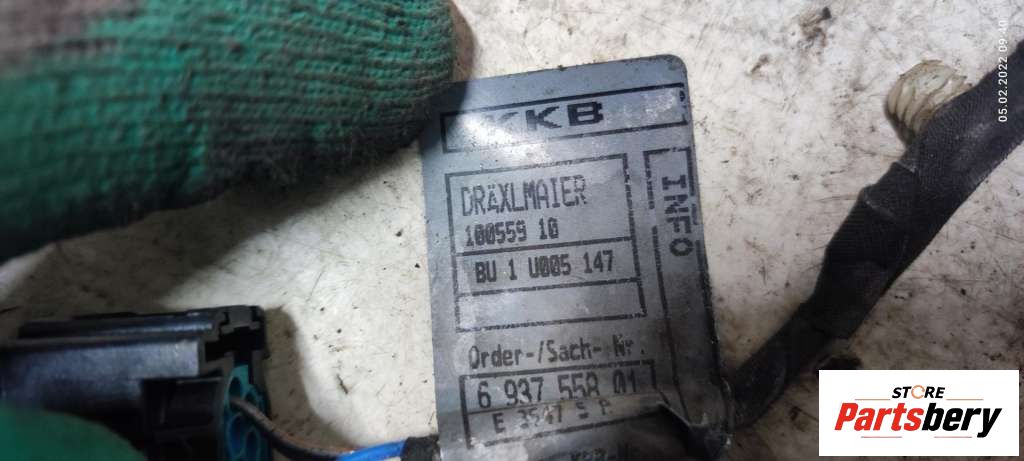 KKB
INFO
DRÄXLMAIER
100559 10
BU 1 U005 147
Order-/Sach- Nr.
6 937 558 01
05.02.2022 09:40
STORE
Partsbery